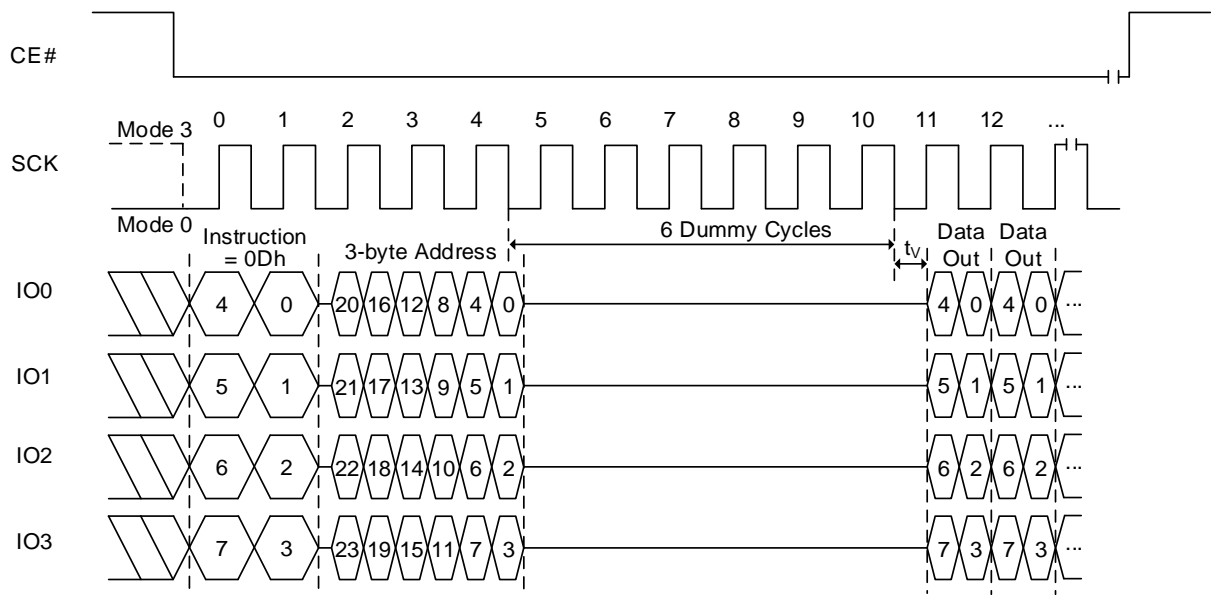 CE#
0 1 2 3 4 5 6 7 8 9 10 11 12 ...
Mode 3
SCK
Mode 0
Instruction
= 0Dh
3-byte Address
6 Dummy Cycles
tV
Data
Out
Data
Out
IO0
4 0 20 16 12 8 4 0 4 0 4 0 ...
IO1
5 1 21 17 13 9 5 1 5 1 5 1 ...
IO2
6 2 22 18 14 10 6 2 6 2 6 2 ...
IO3
7 3 23 19 15 11 7 3 7 3 7 3 ...